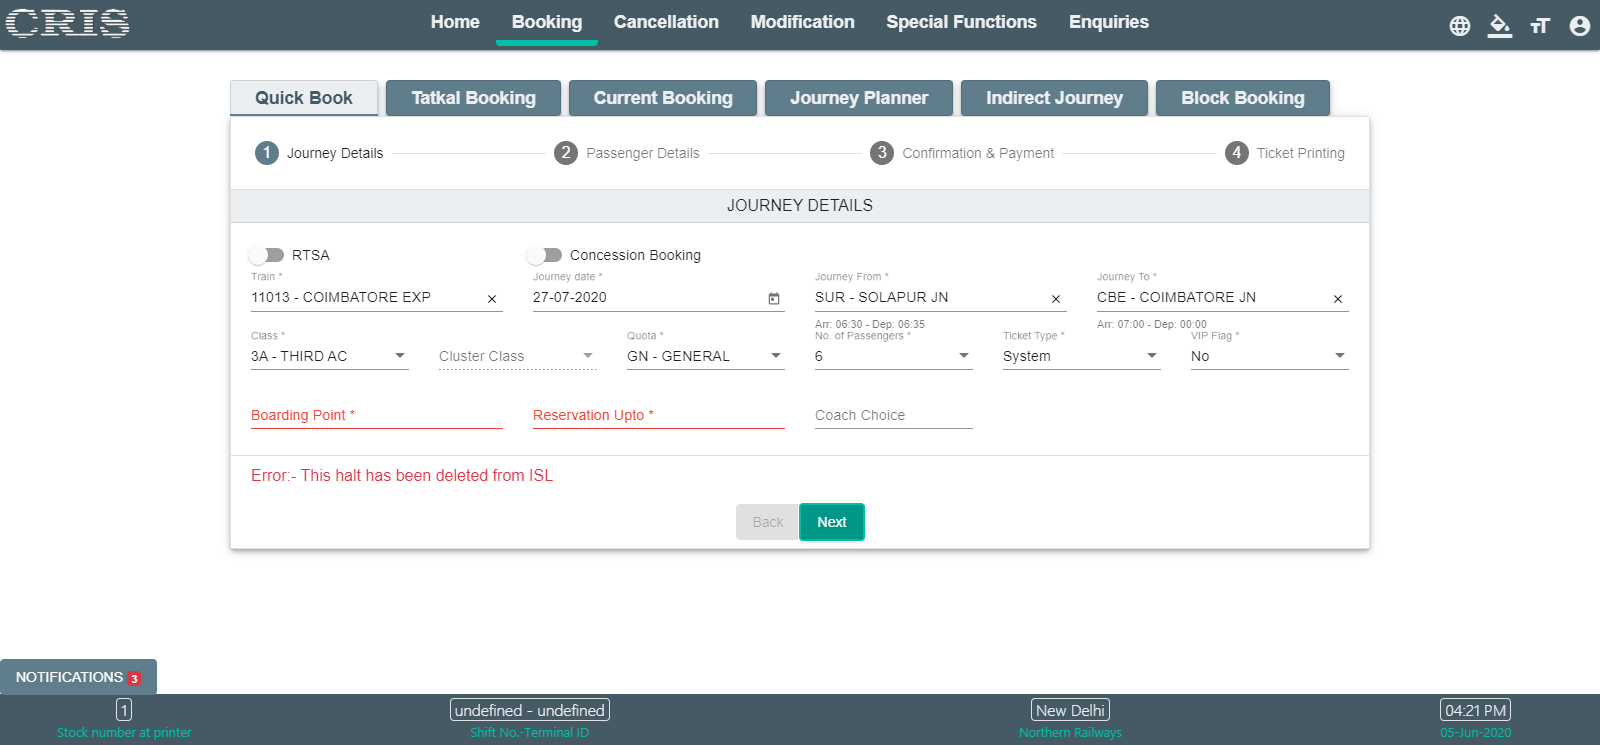 CRIS
Home Booking Cancellation Modification Special Functions Enquiries
Quick Book Tatkal Booking Current Booking Journey Planner Indirect Journey Block Booking
1 Journey Details 2 Passenger Details 3 Confirmation & Payment 4 Ticket Printing
JOURNEY DETAILS
RTSA Concession Booking
Train * Journey date * Journey From * Journey To *
11013 - COIMBATORE EXP 27-07-2020 SUR - SOLAPUR JN CBE - COIMBATORE JN
Arr: 06:30 - Dep: 06:35 Arr: 07:00 - Dep: 00:00
Class * Quota * No. of Passengers * Ticket Type * VIP Flag *
3A - THIRD AC Cluster Class GN - GENERAL 6 System No
Boarding Point * Reservation Upto * Coach Choice
Error:- This halt has been deleted from ISL
Back Next
NOTIFICATIONS 3
1 undefined - undefined New Delhi 04:21 PM
Stock number at printer Shift No.-Terminal ID Northern Railways 05-Jun-2020